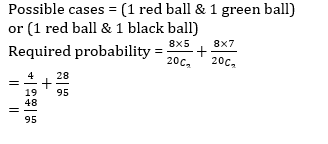 Possible cases = (1 red ball & 1 green ball)
or (1 red ball & 1 black ball)
Required probability = 8×5/20C₂ + 8×7/20C₂
= 4/19 + 28/95
= 48/95